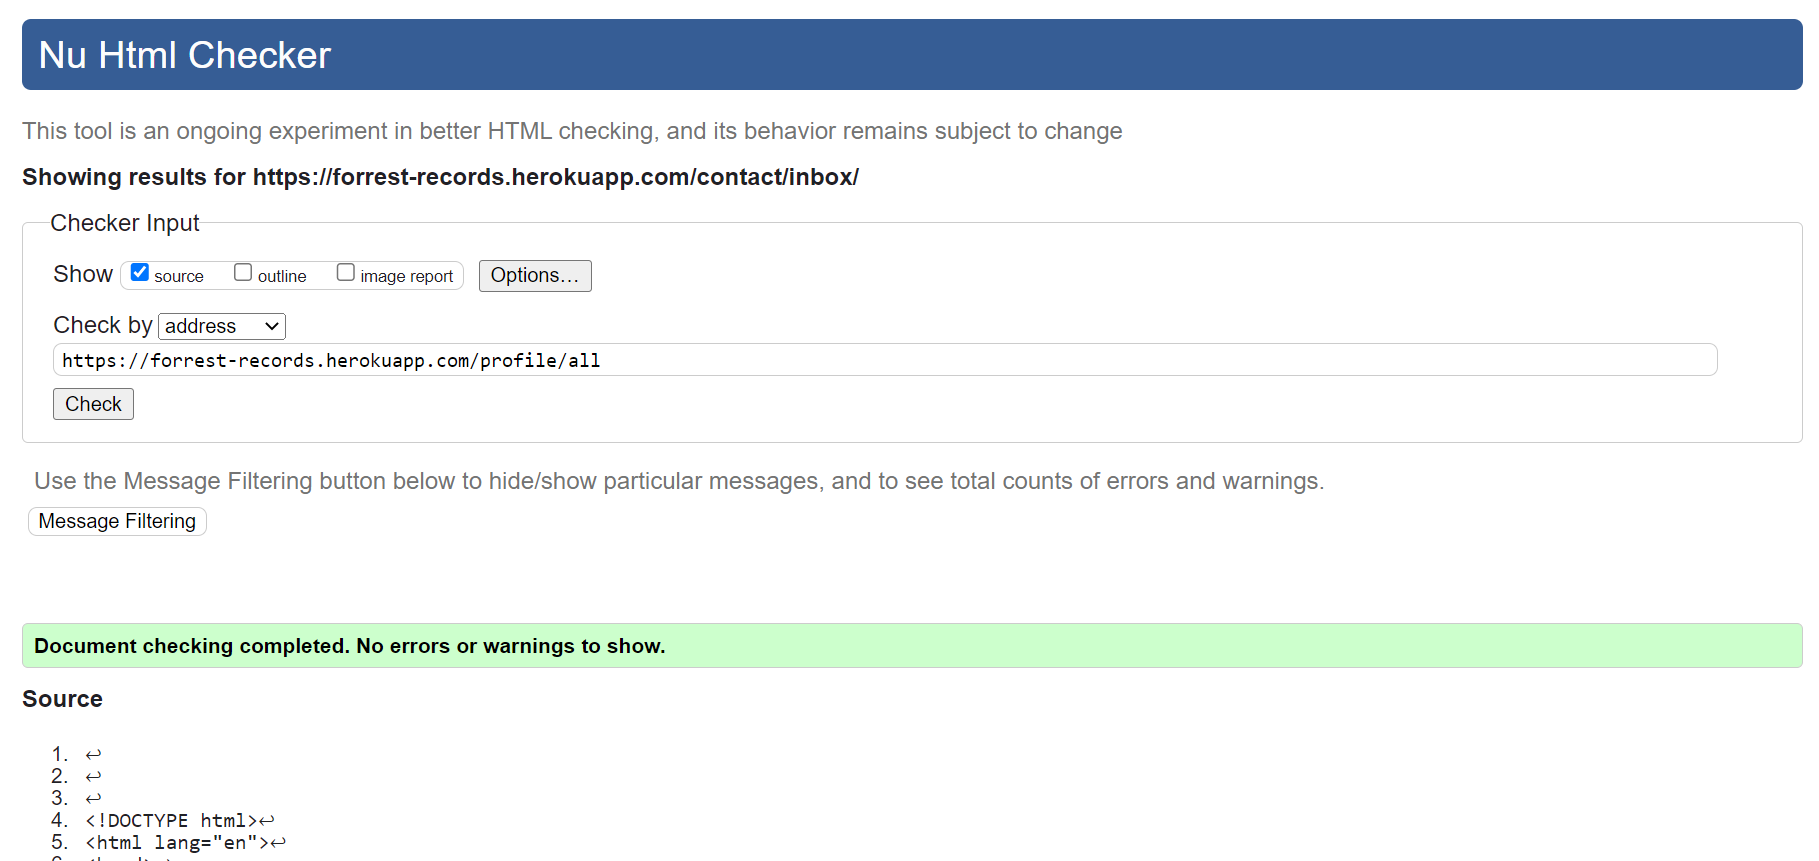 Nu Html Checker
This tool is an ongoing experiment in better HTML checking, and its behavior remains subject to change
Showing results for https://forrest-records.herokuapp.com/contact/inbox/
Checker Input
Show source outline image report Options...
Check by address
https://forrest-records.herokuapp.com/profile/all
Check
Use the Message Filtering button below to hide/show particular messages, and to see total counts of errors and warnings.
Message Filtering
Document checking completed. No errors or warnings to show.
Source
1. ↩
2. ↩
3. ↩
4. <!DOCTYPE html>↩
5. <html lang="en">↩